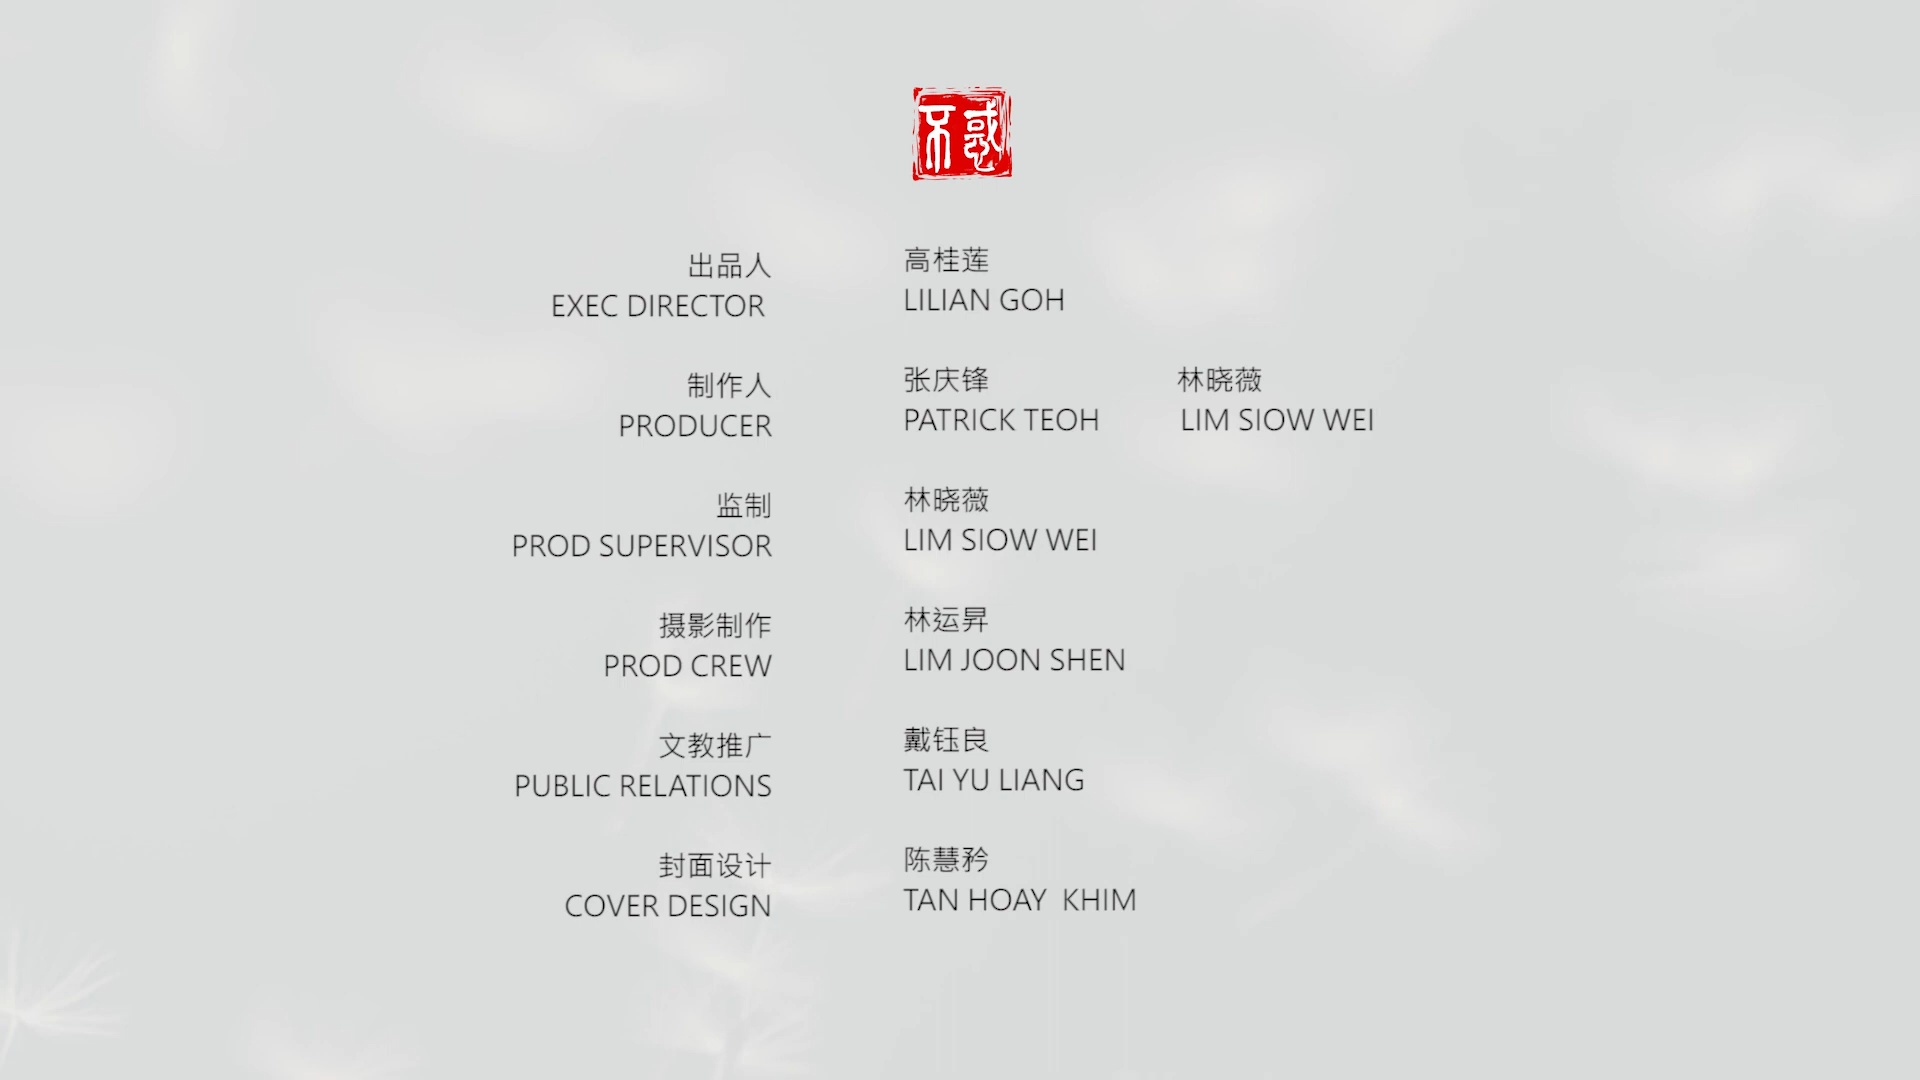 不惑
出品人 高桂莲
EXEC DIRECTOR LILIAN GOH
制作人 张庆锋 林晓薇
PRODUCER PATRICK TEOH LIM SIOW WEI
监制 林晓薇
PROD SUPERVISOR LIM SIOW WEI
摄影制作 林运昇
PROD CREW LIM JOON SHEN
文教推广 戴钰良
PUBLIC RELATIONS TAI YU LIANG
封面设计 陈慧矜
COVER DESIGN TAN HOAY KHIM